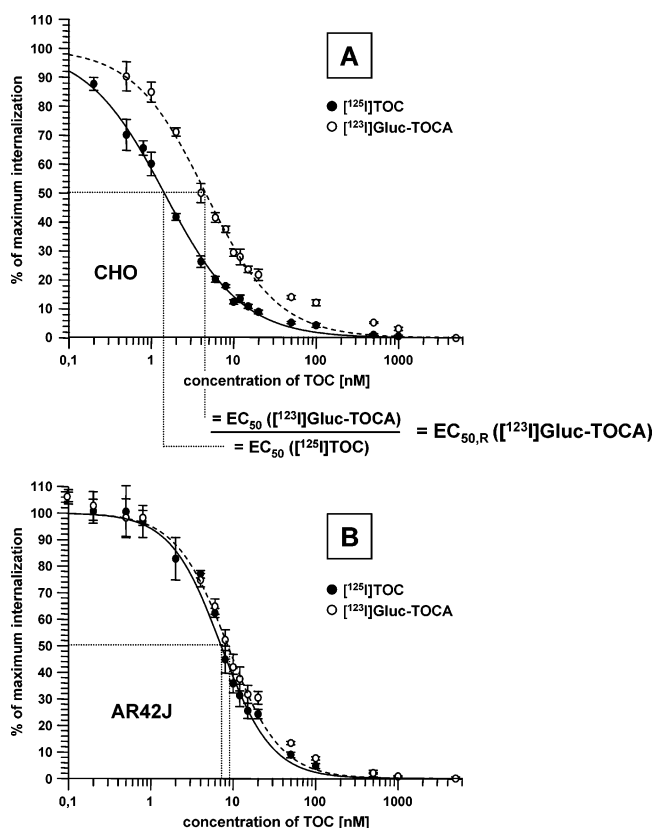 110
100
90
80
70
60
50
40
30
20
10
0
% of maximum internalization
A
● [¹²⁵I]TOC
○ [¹²³I]Gluc-TOCA
CHO
0,1 1 10 100 1000
concentration of TOC [nM]
= EC₅₀ ([¹²³I]Gluc-TOCA)
= EC₅₀ ([¹²⁵I]TOC)
= EC₅₀,R ([¹²³I]Gluc-TOCA)
110
100
90
80
70
60
50
40
30
20
10
0
% of maximum internalization
B
● [¹²⁵I]TOC
○ [¹²³I]Gluc-TOCA
AR42J
0,1 1 10 100 1000
concentration of TOC [nM]